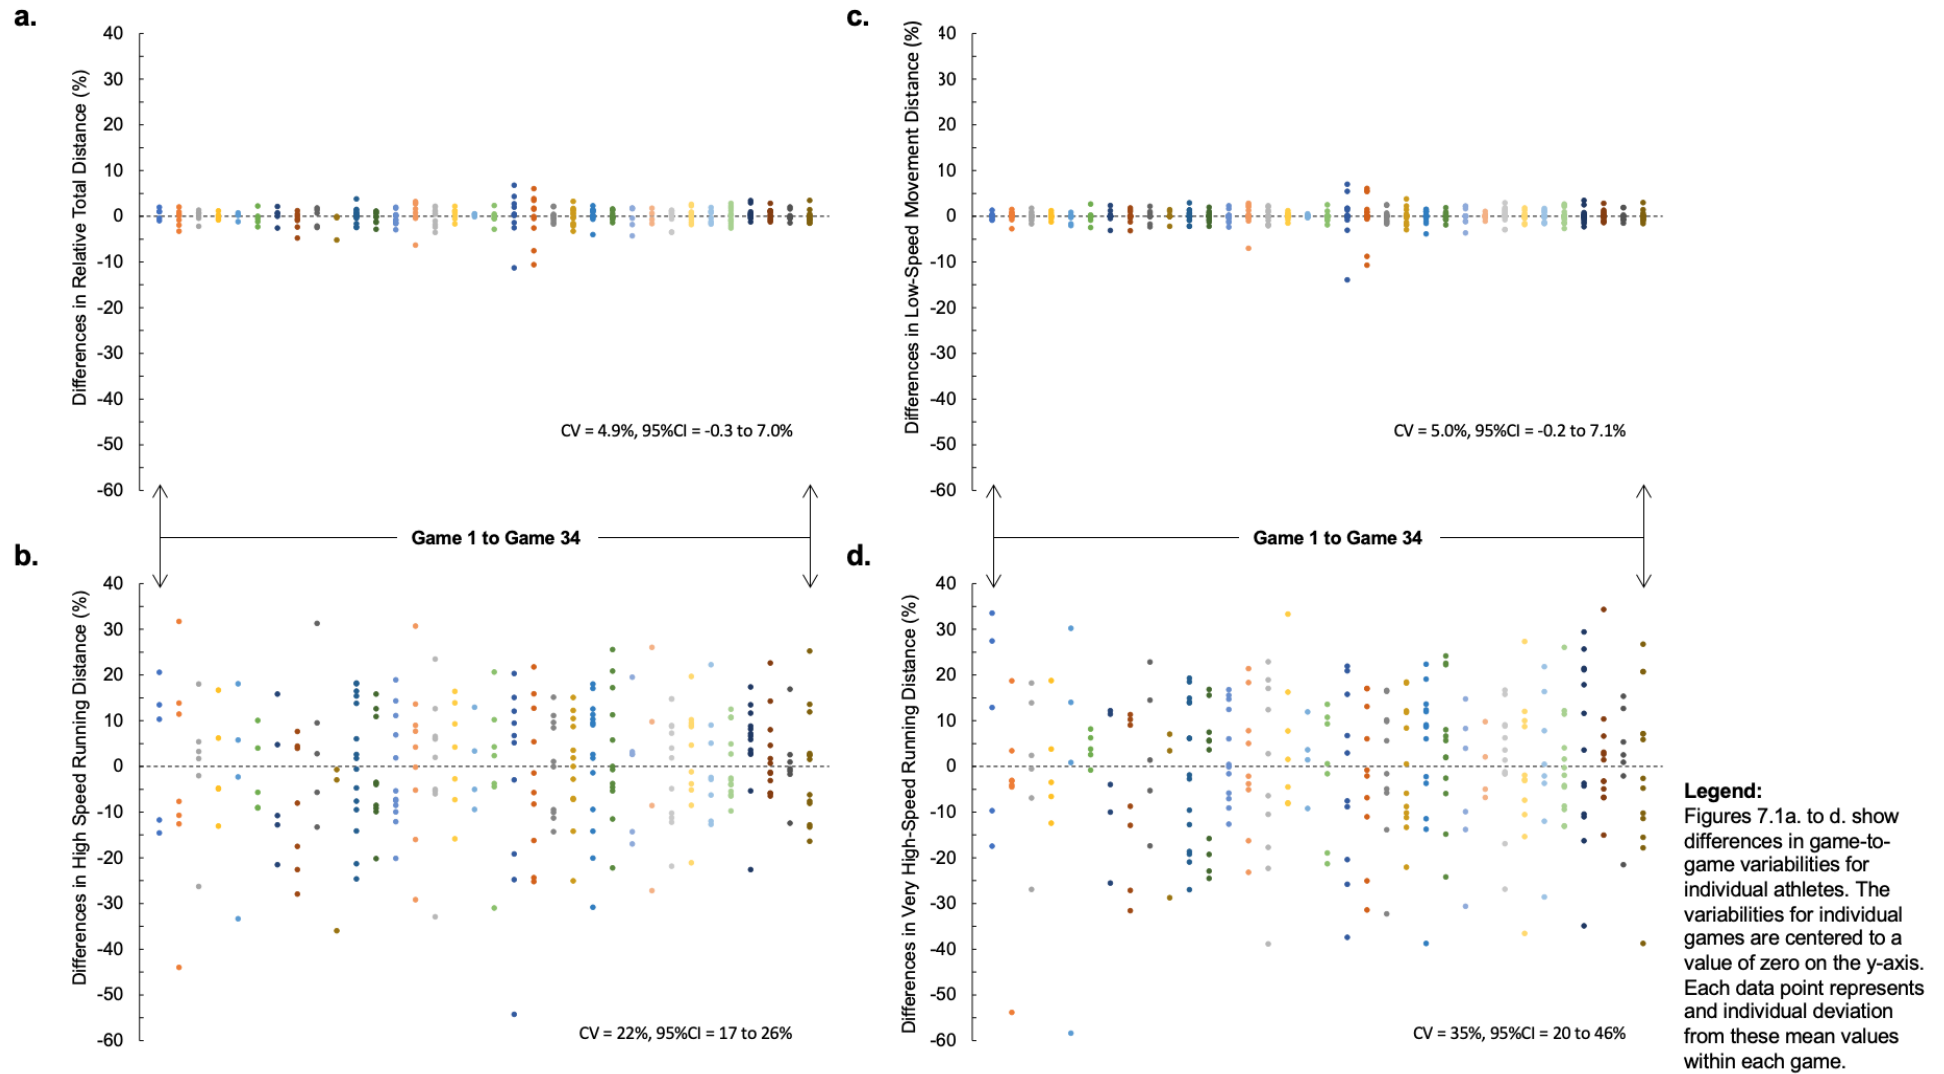 a.
Differences in Relative Total Distance (%)
40
30
20
10
0
-10
-20
-30
-40
-50
-60
CV = 4.9%, 95%CI = -0.3 to 7.0%
c.
Differences in Low-Speed Movement Distance (%)
40
30
20
10
0
-10
-20
-30
-40
-50
-60
CV = 5.0%, 95%CI = -0.2 to 7.1%
Game 1 to Game 34
Game 1 to Game 34
b.
Differences in High Speed Running Distance (%)
40
30
20
10
0
-10
-20
-30
-40
-50
-60
CV = 22%, 95%CI = 17 to 26%
d.
Differences in Very High-Speed Running Distance (%)
40
30
20
10
0
-10
-20
-30
-40
-50
-60
CV = 35%, 95%CI = 20 to 46%
Legend:
Figures 7.1a. to d. show
differences in game-to-
game variabilities for
individual athletes. The
variabilities for individual
games are centered to a
value of zero on the y-axis.
Each data point represents
and individual deviation
from these mean values
within each game.